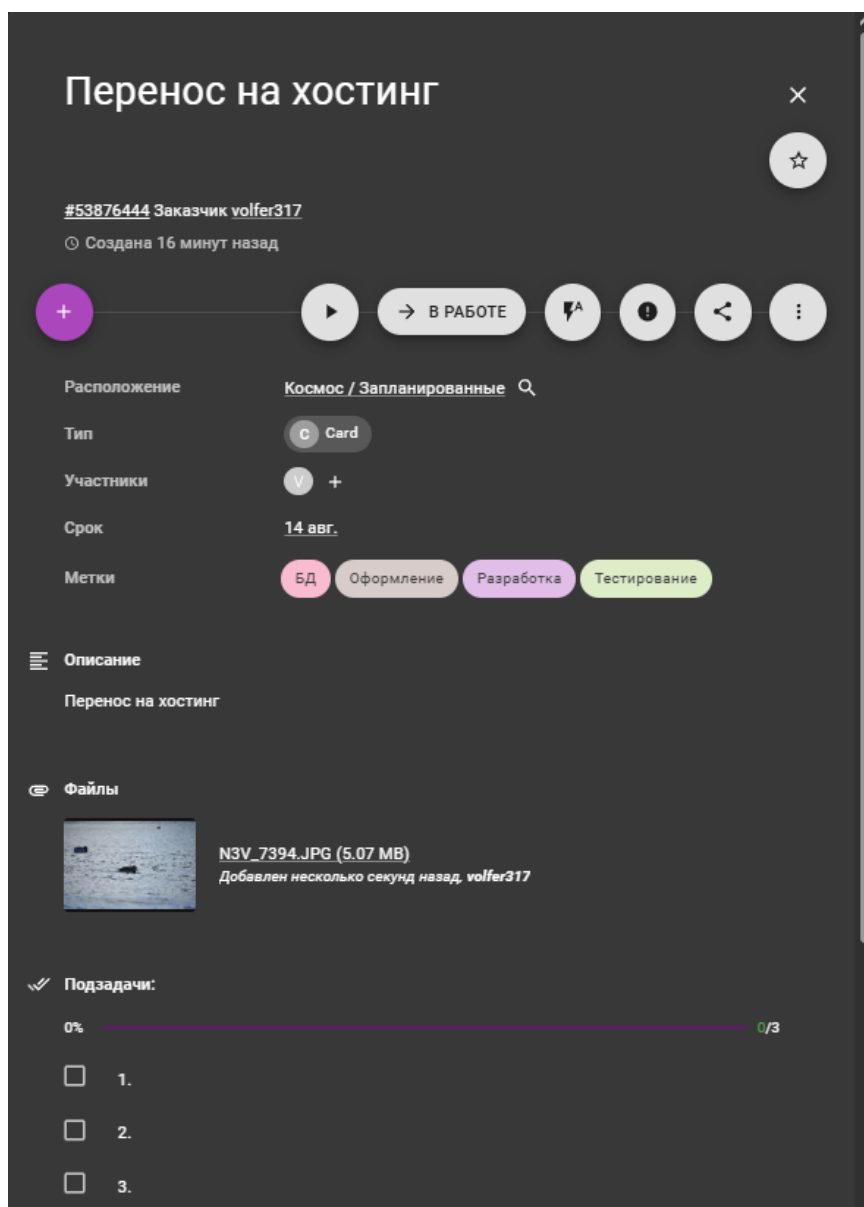 Перенос на хостинг
#53876444 Заказчик volfer317
Создана 16 минут назад
+
В РАБОТЕ
A
Расположение Космос / Запланированные
Тип C Card
Участники V +
Срок 14 авг.
Метки БД Оформление Разработка Тестирование
Описание
Перенос на хостинг
Файлы
N3V_7394.JPG (5.07 MB)
Добавлен несколько секунд назад, volfer317
Подзадачи:
0% 0/3
1.
2.
3.